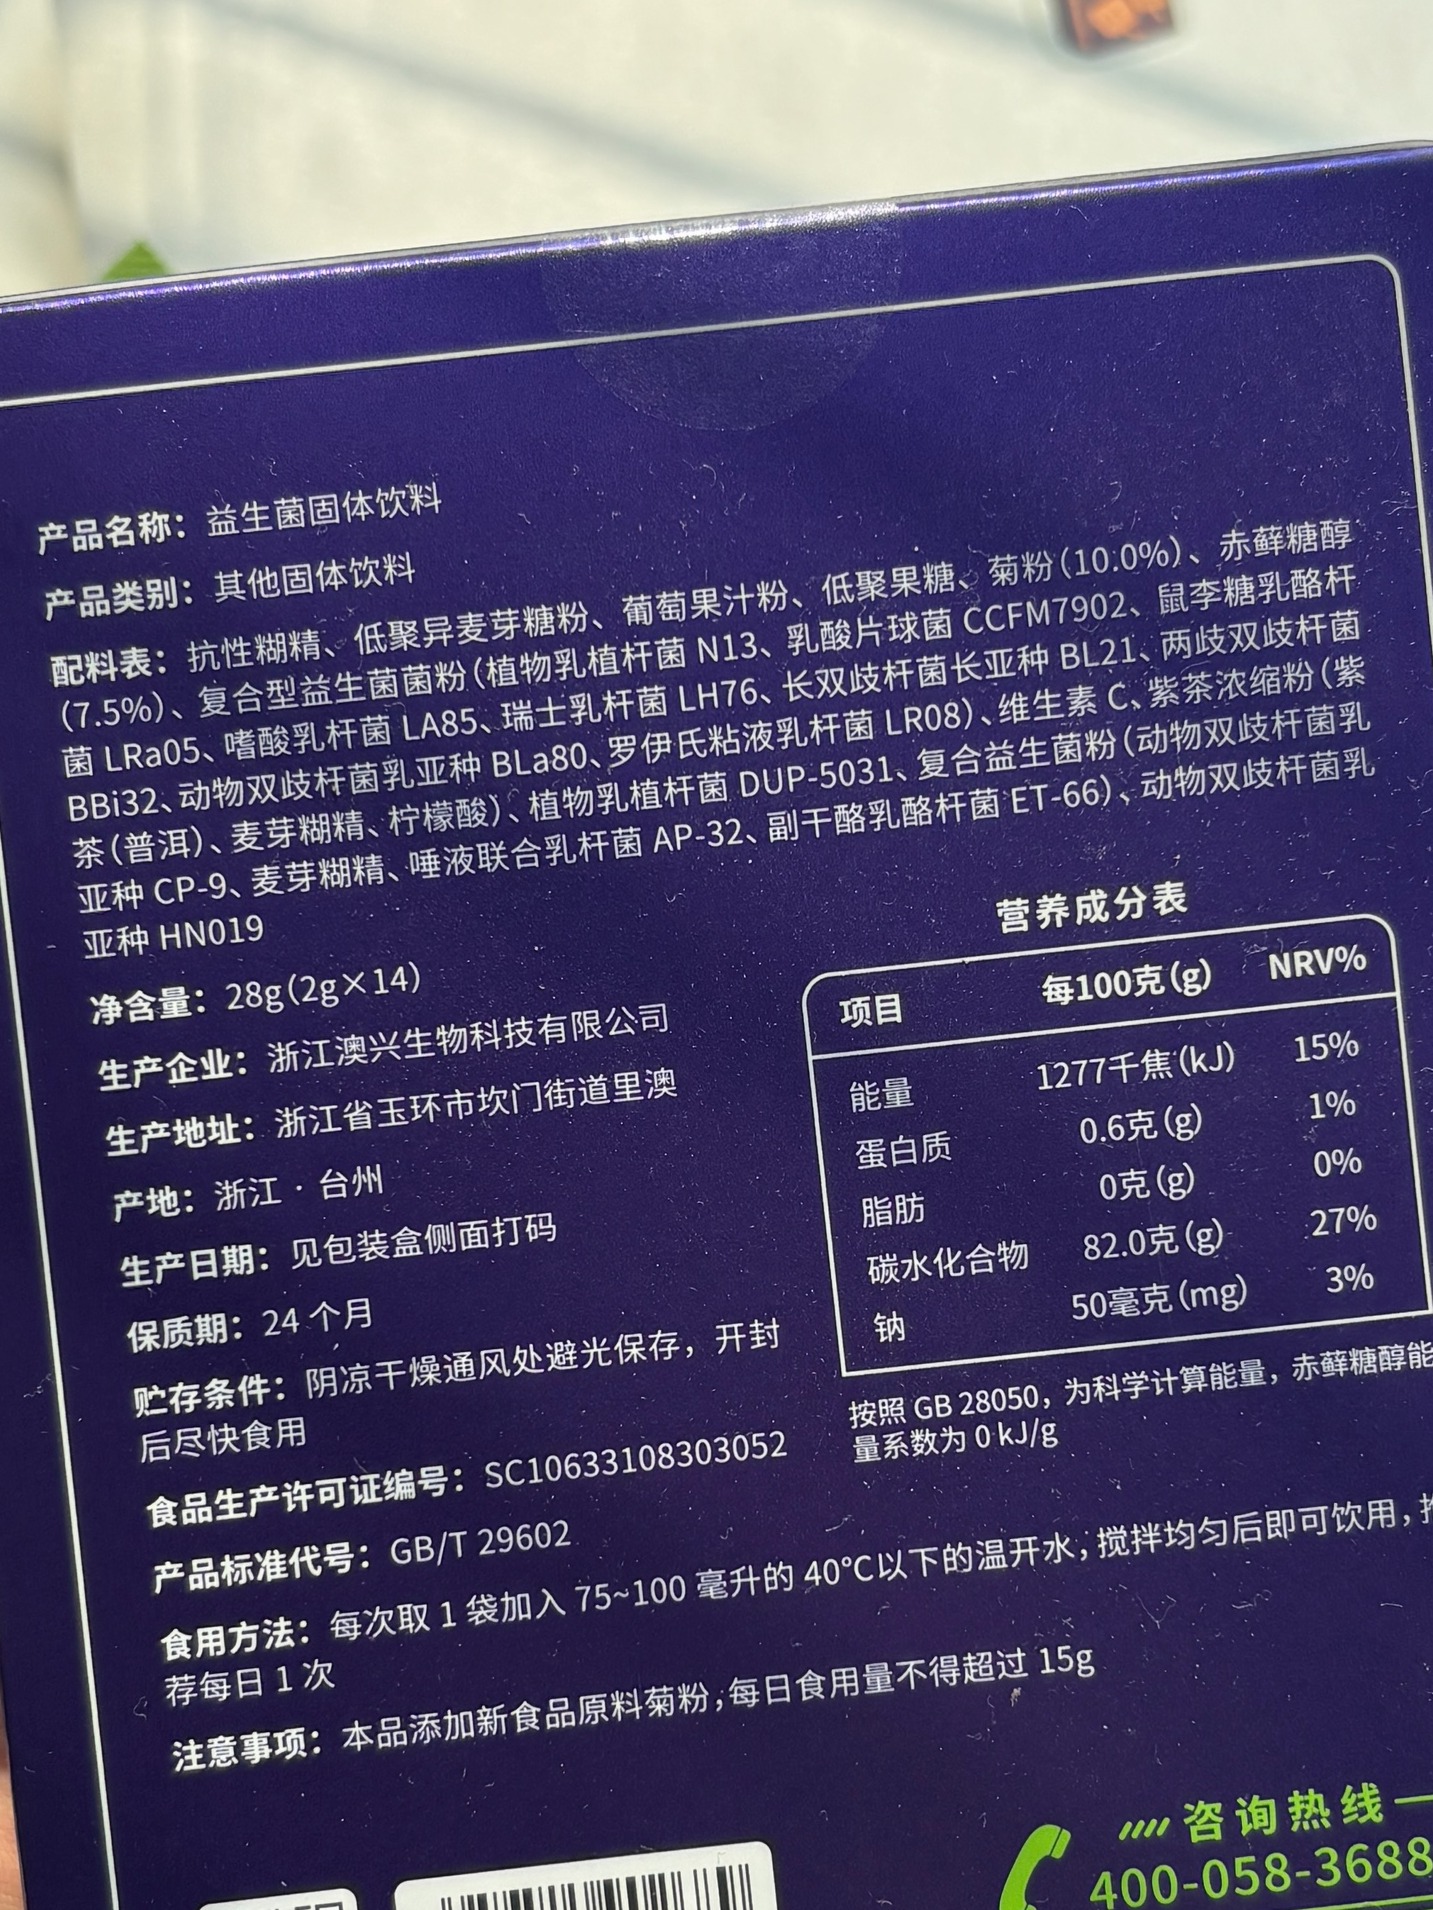 产品名称：益生菌固体饮料
产品类别：其他固体饮料
配料表：抗性糊精、低聚异麦芽糖粉、葡萄果汁粉、低聚果糖、菊粉(10.0%)、赤藓糖醇
(7.5%)、复合型益生菌菌粉(植物乳植杆菌 N13、乳酸片球菌 CCFM7902、鼠李糖乳酪杆
菌 LRa05、嗜酸乳杆菌 LA85、瑞士乳杆菌 LH76、长双歧杆菌长亚种 BL21、两歧双歧杆菌
BBi32、动物双歧杆菌乳亚种 BLa80、罗伊氏粘液乳杆菌 LR08)、维生素 C、紫茶浓缩粉(紫
茶(普洱)、麦芽糊精、柠檬酸)、植物乳植杆菌 DUP-5031、复合益生菌粉(动物双歧杆菌乳
亚种 CP-9、麦芽糊精、唾液联合乳杆菌 AP-32、副干酪乳酪杆菌 ET-66)、动物双歧杆菌乳
亚种 HN019
净含量：28g(2g×14)
生产企业：浙江澳兴生物科技有限公司
生产地址：浙江省玉环市坎门街道里澳
产地：浙江·台州
生产日期：见包装盒侧面打码
保质期：24 个月
贮存条件：阴凉干燥通风处避光保存，开封
后尽快食用
食品生产许可证编号：SC10633108303052
产品标准代号：GB/T 29602
营养成分表
项目 每100克(g) NRV%
能量 1277千焦(kJ) 15%
蛋白质 0.6克(g) 1%
脂肪 0克(g) 0%
碳水化合物 82.0克(g) 27%
钠 50毫克(mg) 3%
按照 GB 28050，为科学计算能量，赤藓糖醇能
量系数为 0 kJ/g
食用方法：每次取 1 袋加入 75~100 毫升的 40℃以下的温开水，搅拌均匀后即可饮用，
荐每日 1 次
注意事项：本品添加新食品原料菊粉，每日食用量不得超过 15g
咨询热线
400-058-3688